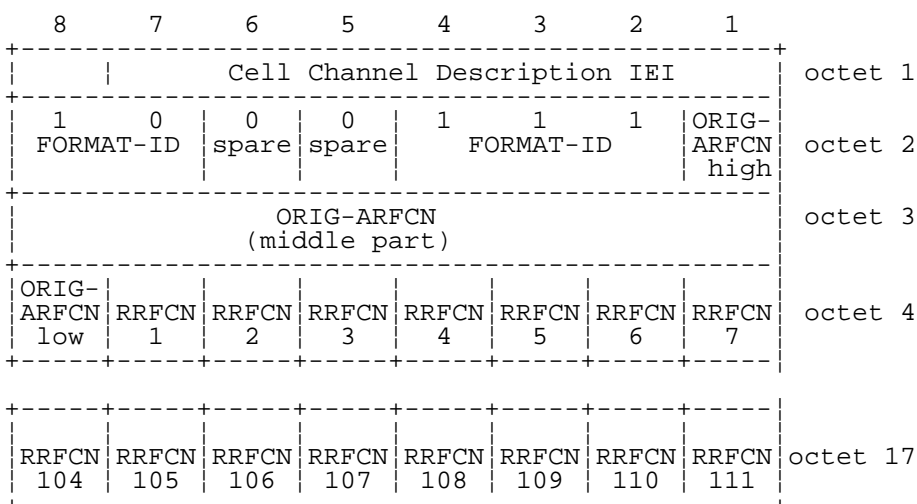 8 7 6 5 4 3 2 1
Cell Channel Description IEI octet 1
1 0 0 0 1 1 1 ORIG-
FORMAT-ID spare spare FORMAT-ID ARFCN octet 2
high
ORIG-ARFCN octet 3
(middle part)
ORIG-
ARFCN RRFCN RRFCN RRFCN RRFCN RRFCN RRFCN RRFCN octet 4
low 1 2 3 4 5 6 7
RRFCN RRFCN RRFCN RRFCN RRFCN RRFCN RRFCN RRFCN octet 17
104 105 106 107 108 109 110 111